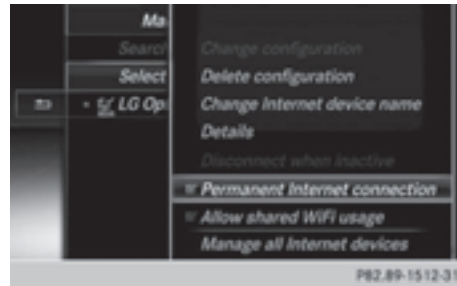 Ma
Search
Select
LG Op
Change configuration
Delete configuration
Change Internet device name
Details
Disconnect when inactive
Permanent Internet connection
Allow shared WiFi usage
Manage all Internet devices
P82.89-1512-31